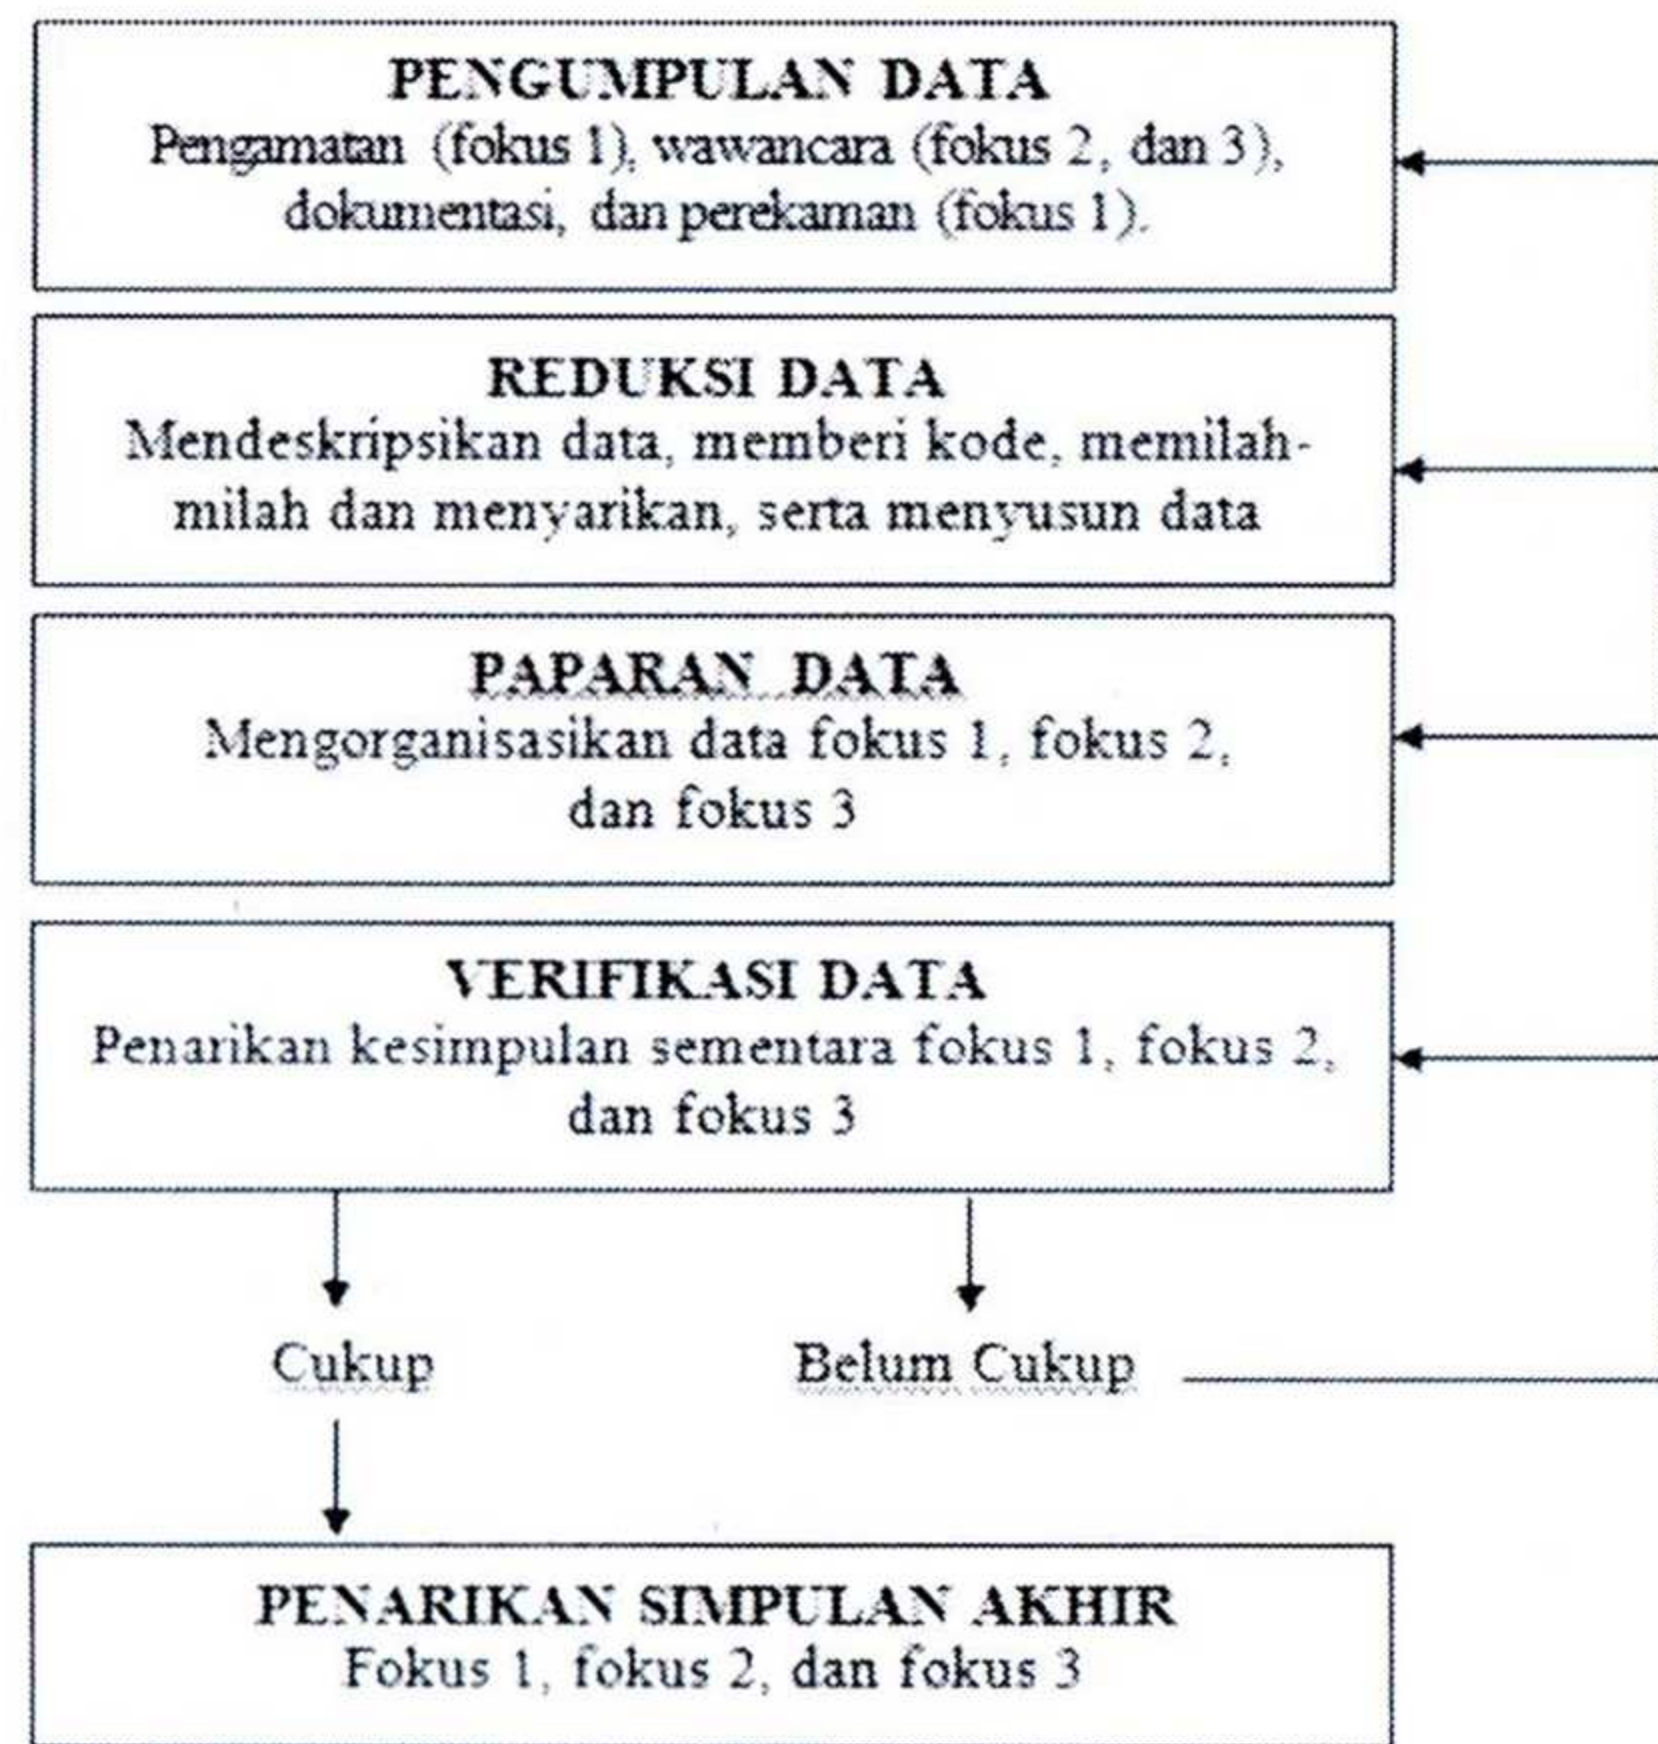 PENGUMPULAN DATA
Pengamatan (fokus 1), wawancara (fokus 2, dan 3),
dokumentasi, dan perekaman (fokus 1).
REDUKSI DATA
Mendeskripsikan data, memberi kode, memilah-
milah dan menyarikan, serta menyusun data
PAPARAN DATA
Mengorganisasikan data fokus 1, fokus 2,
dan fokus 3
VERIFIKASI DATA
Penarikan kesimpulan sementara fokus 1, fokus 2,
dan fokus 3
Cukup
Belum Cukup
PENARIKAN SIMPULAN AKHIR
Fokus 1, fokus 2, dan fokus 3